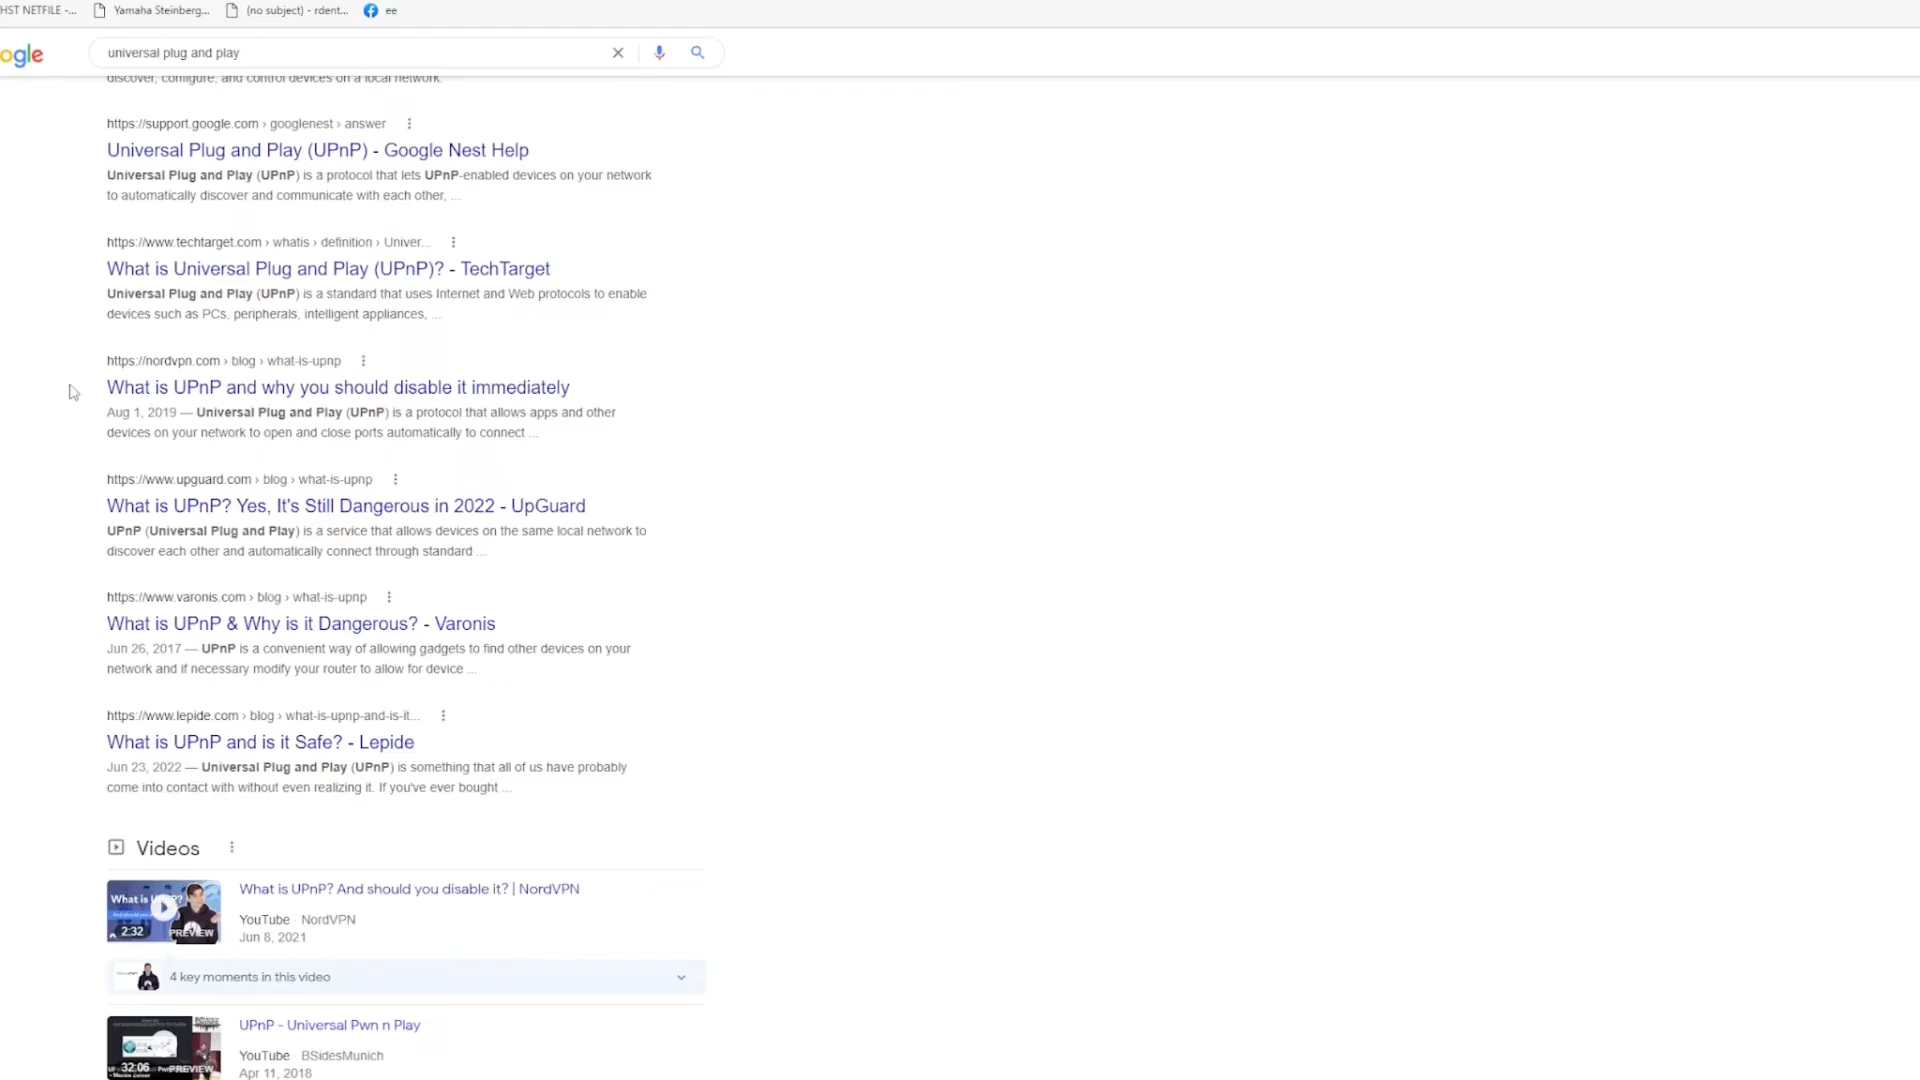 HST NETFILE -...
Yamaha Steinberg...
(no subject) - rdent...
ee
ogle
universal plug and play
discover, configure, and control devices on a local network.
https://support.google.com › googlenest › answer
Universal Plug and Play (UPnP) - Google Nest Help
Universal Plug and Play (UPnP) is a protocol that lets UPnP-enabled devices on your network
to automatically discover and communicate with each other, ...
https://www.techtarget.com › whatis › definition › Univer...
What is Universal Plug and Play (UPnP)? - TechTarget
Universal Plug and Play (UPnP) is a standard that uses Internet and Web protocols to enable
devices such as PCs, peripherals, intelligent appliances, ...
https://nordvpn.com › blog › what-is-upnp
What is UPnP and why you should disable it immediately
Aug 1, 2019 — Universal Plug and Play (UPnP) is a protocol that allows apps and other
devices on your network to open and close ports automatically to connect ...
https://www.upguard.com › blog › what-is-upnp
What is UPnP? Yes, It's Still Dangerous in 2022 - UpGuard
UPnP (Universal Plug and Play) is a service that allows devices on the same local network to
discover each other and automatically connect through standard ...
https://www.varonis.com › blog › what-is-upnp
What is UPnP & Why is it Dangerous? - Varonis
Jun 26, 2017 — UPnP is a convenient way of allowing gadgets to find other devices on your
network and if necessary modify your router to allow for device ...
https://www.lepide.com › blog › what-is-upnp-and-is-it...
What is UPnP and is it Safe? - Lepide
Jun 23, 2022 — Universal Plug and Play (UPnP) is something that all of us have probably
come into contact with without even realizing it. If you've ever bought ...
Videos
What is UPnP? And should you disable it? | NordVPN
YouTube · NordVPN
Jun 8, 2021
What is
2:32
PREVIEW
4 key moments in this video
UPnP - Universal Pwn n Play
YouTube · BSidesMunich
Apr 11, 2018
32:06
PREVIEW